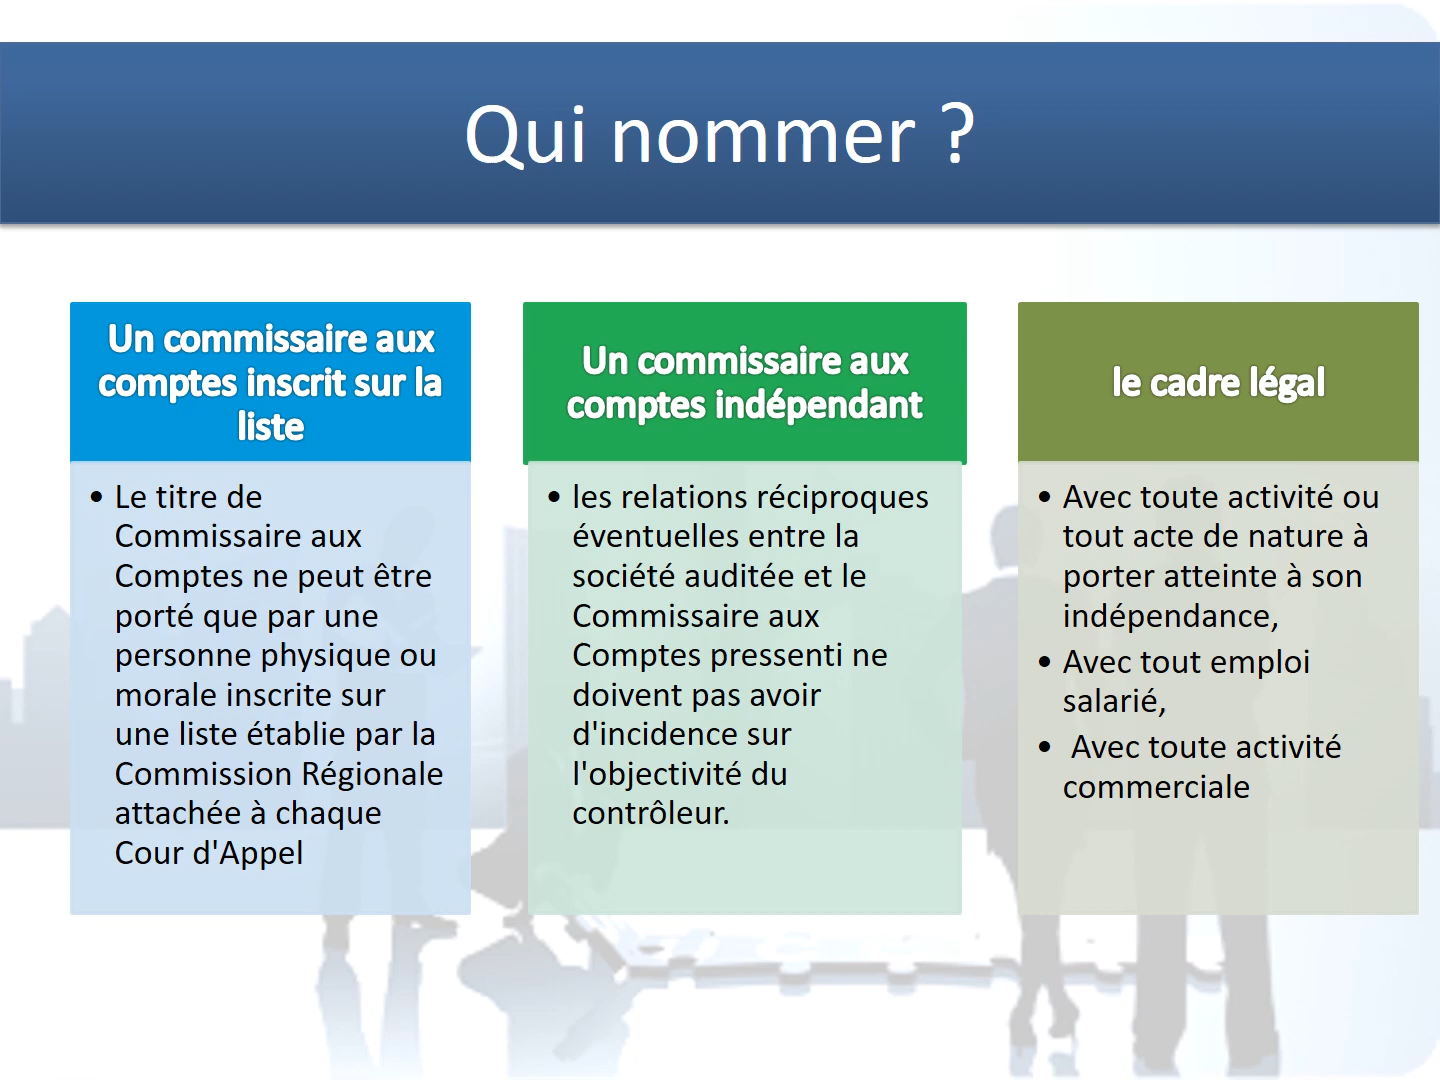 Qui nommer ?
Un commissaire aux
comptes inscrit sur la
liste
• Le titre de
Commissaire aux
Comptes ne peut être
porté que par une
personne physique ou
morale inscrite sur
une liste établie par la
Commission Régionale
attachée à chaque
Cour d'Appel
Un commissaire aux
comptes indépendant
• les relations réciproques
éventuelles entre la
société auditée et le
Commissaire aux
Comptes pressenti ne
doivent pas avoir
d'incidence sur
l'objectivité du
contrôleur.
le cadre légal
• Avec toute activité ou
tout acte de nature à
porter atteinte à son
indépendance,
• Avec tout emploi
salarié,
• Avec toute activité
commerciale